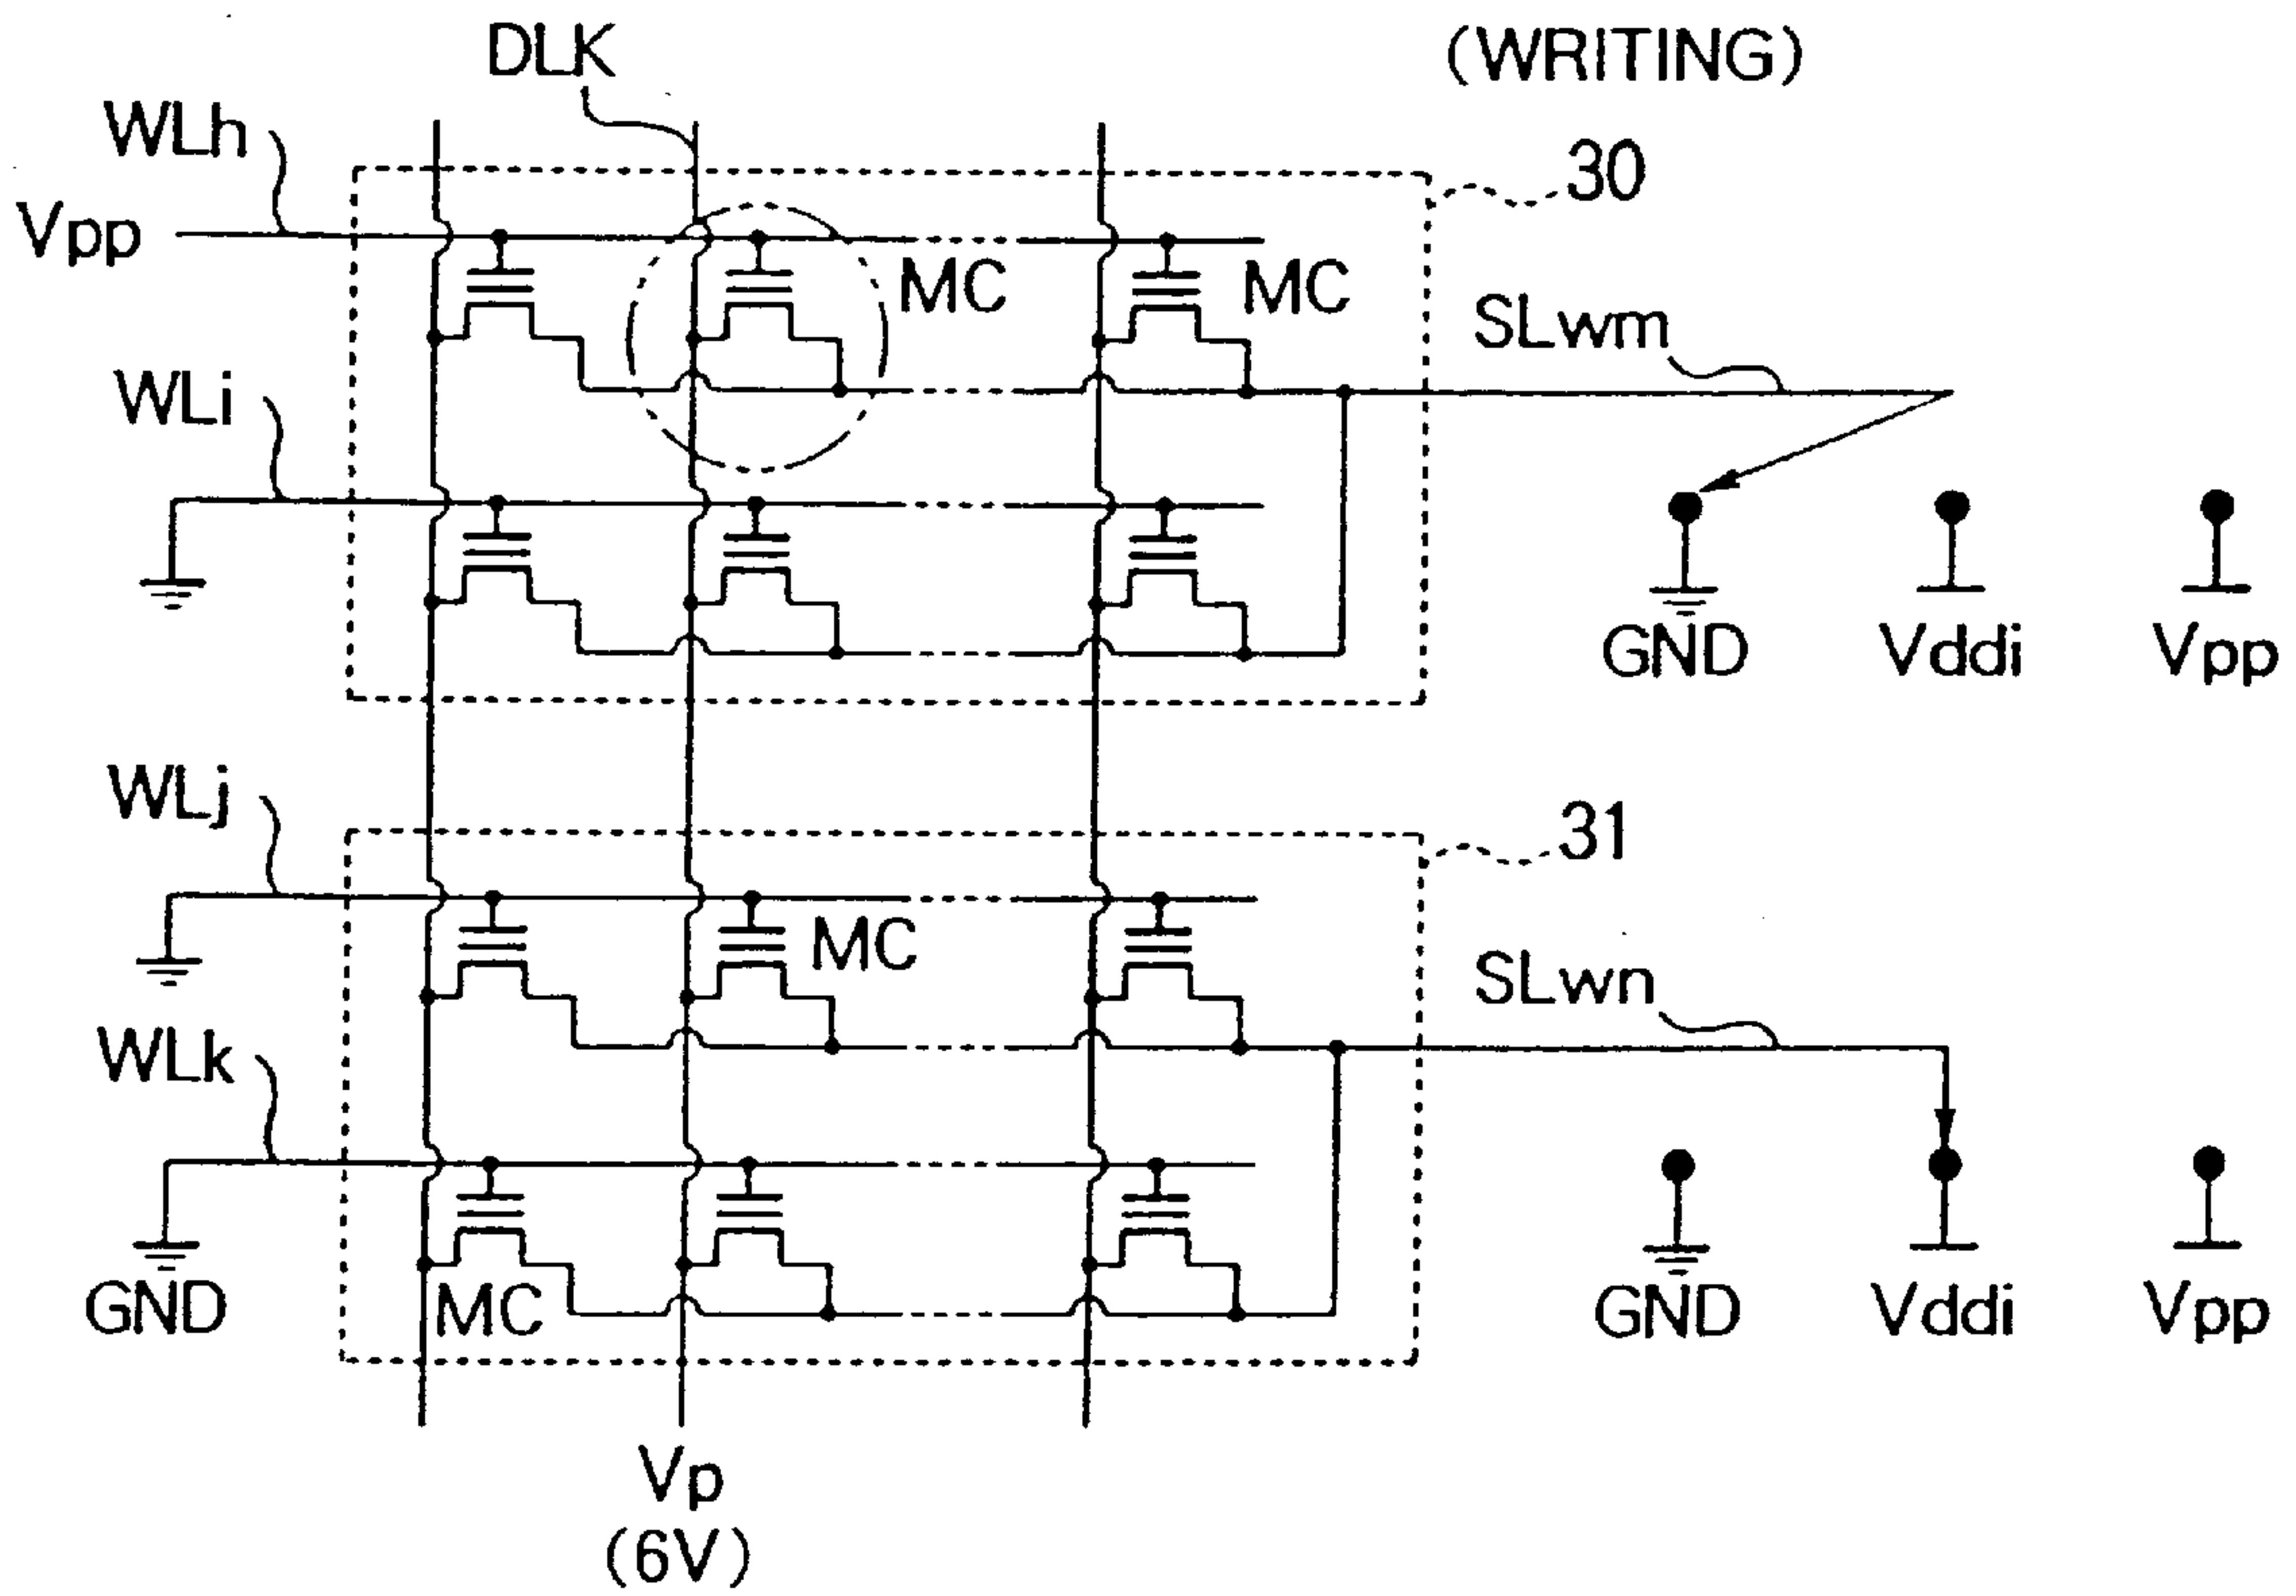 DLK
(WRITING)
WLh
30
Vpp
MC
MC
SLwm
WLi
GND
Vddi
Vpp
WLj
31
MC
SLwn
WLk
GND
MC
GND
Vddi
Vpp
Vp
(6V)